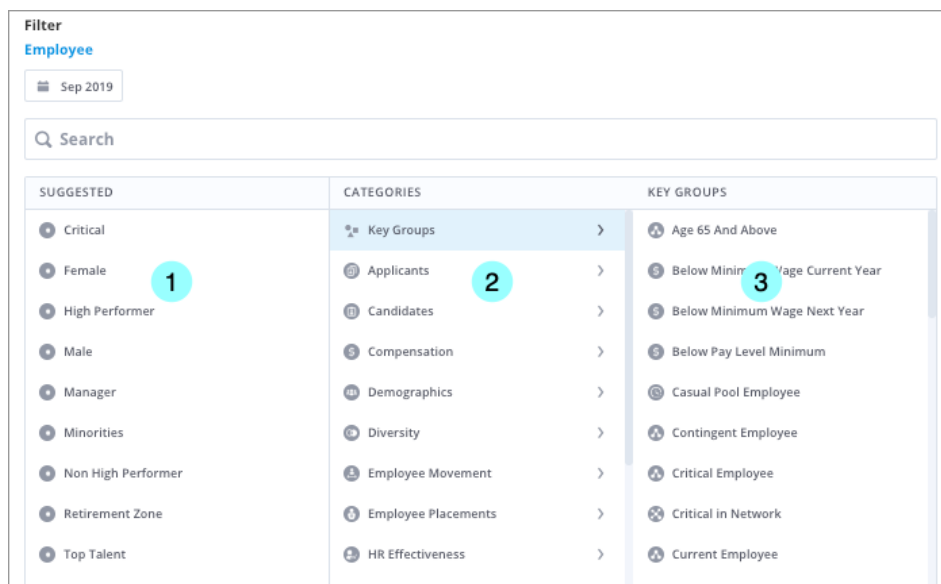 Filter
Employee
Sep 2019
Search
SUGGESTED
Critical
Female
High Performer
Male
Manager
Minorities
Non High Performer
Retirement Zone
Top Talent
1
CATEGORIES
Key Groups
Applicants
Candidates
Compensation
Demographics
Diversity
Employee Movement
Employee Placements
HR Effectiveness
2
KEY GROUPS
Age 65 And Above
Below Minimum Wage Current Year
Below Minimum Wage Next Year
Below Pay Level Minimum
Casual Pool Employee
Contingent Employee
Critical Employee
Critical in Network
Current Employee
3